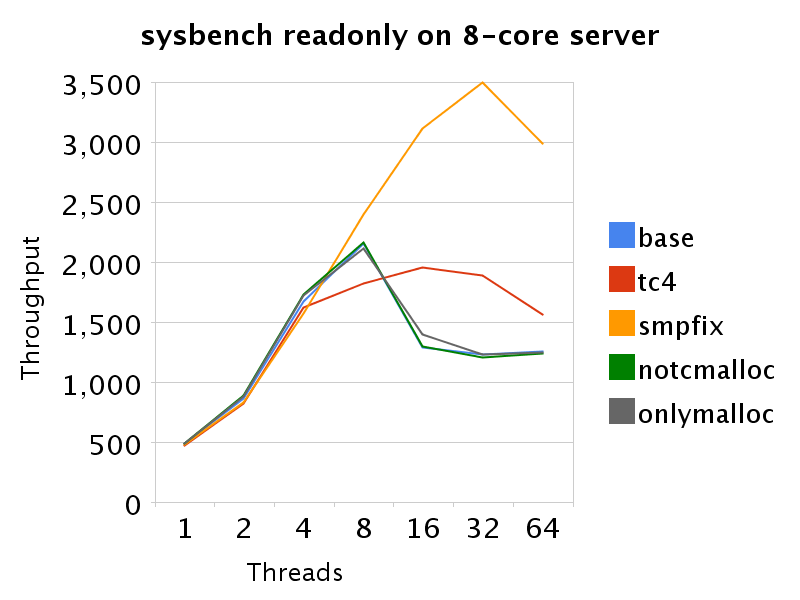 sysbench readonly on 8-core server
3,500
3,000
2,500
2,000
1,500
1,000
500
0
Throughput
1 2 4 8 16 32 64
Threads
base
tc4
smpfix
notcmalloc
onlymalloc